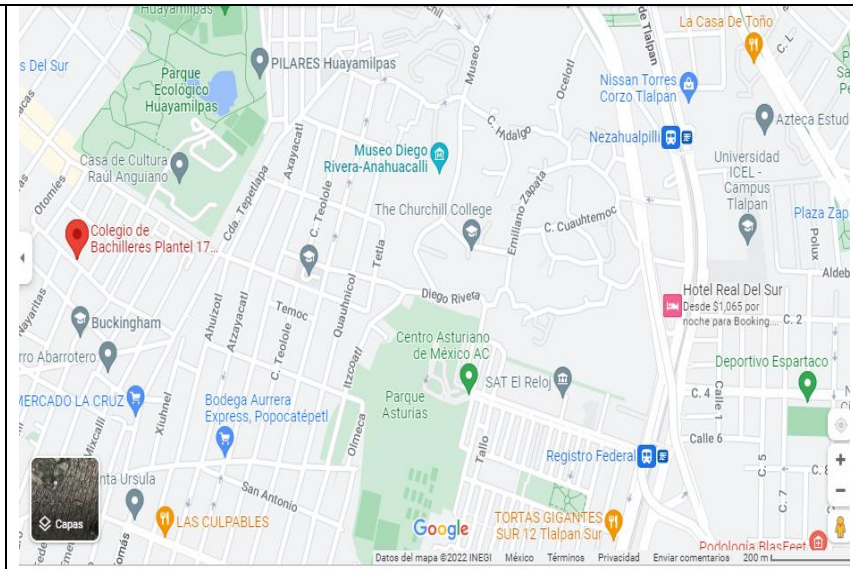 Huayamilpas
de Tlalpan
La Casa De Toño
C. L
s Del Sur
Parque
Ecológico
Huayamilpas
PILARES Huayamilpas
Museo
Ocelotl
Nissan Torres
Corzo Tlalpan
C. Hidalgo
Nezahualpilli
Azteca Estud
Casa de Cultura
Raúl Anguiano
Axayacatl
Museo Diego
Rivera-Anahuacalli
Universidad
ICEL -
Campus
Tlalpan
Otomíes
Cda. Tepetlapa
C. Teolole
The Churchill College
Emiliano Zapata
C. Cuauhtemoc
Plaza Zap
Polux
Colegio de
Bachilleres Plantel 17...
Tetla
Aldeb
Nayaritas
Quauhnicol
Diego Rivera
Hotel Real Del Sur
Desde $1,065 por
noche para Booking...
Buckingham
Ahuizotl
Atzayacatl
Temoc
C. Teolole
C. 2
rro Abarrotero
Itzcoatl
Centro Asturiano
de México AC
SAT El Reloj
Deportivo Espartaco
MERCADO LA CRUZ
Xiuhnel
Bodega Aurrera
Express, Popocatépetl
Parque
Asturias
C. 4
Calle 1
Mixcalli
Olmeca
Tallo
Registro Federal
Calle 6
C. 5
C. 8
C. 7
nta Ursula
San Antonio
Capas
Tomás
LAS CULPABLES
Google
TORTAS GIGANTES
SUR 12 Tlalpan Sur
Podología BlasFeet
Datos del mapa ©2022 INEGI México Términos Privacidad Enviar comentarios 200 m